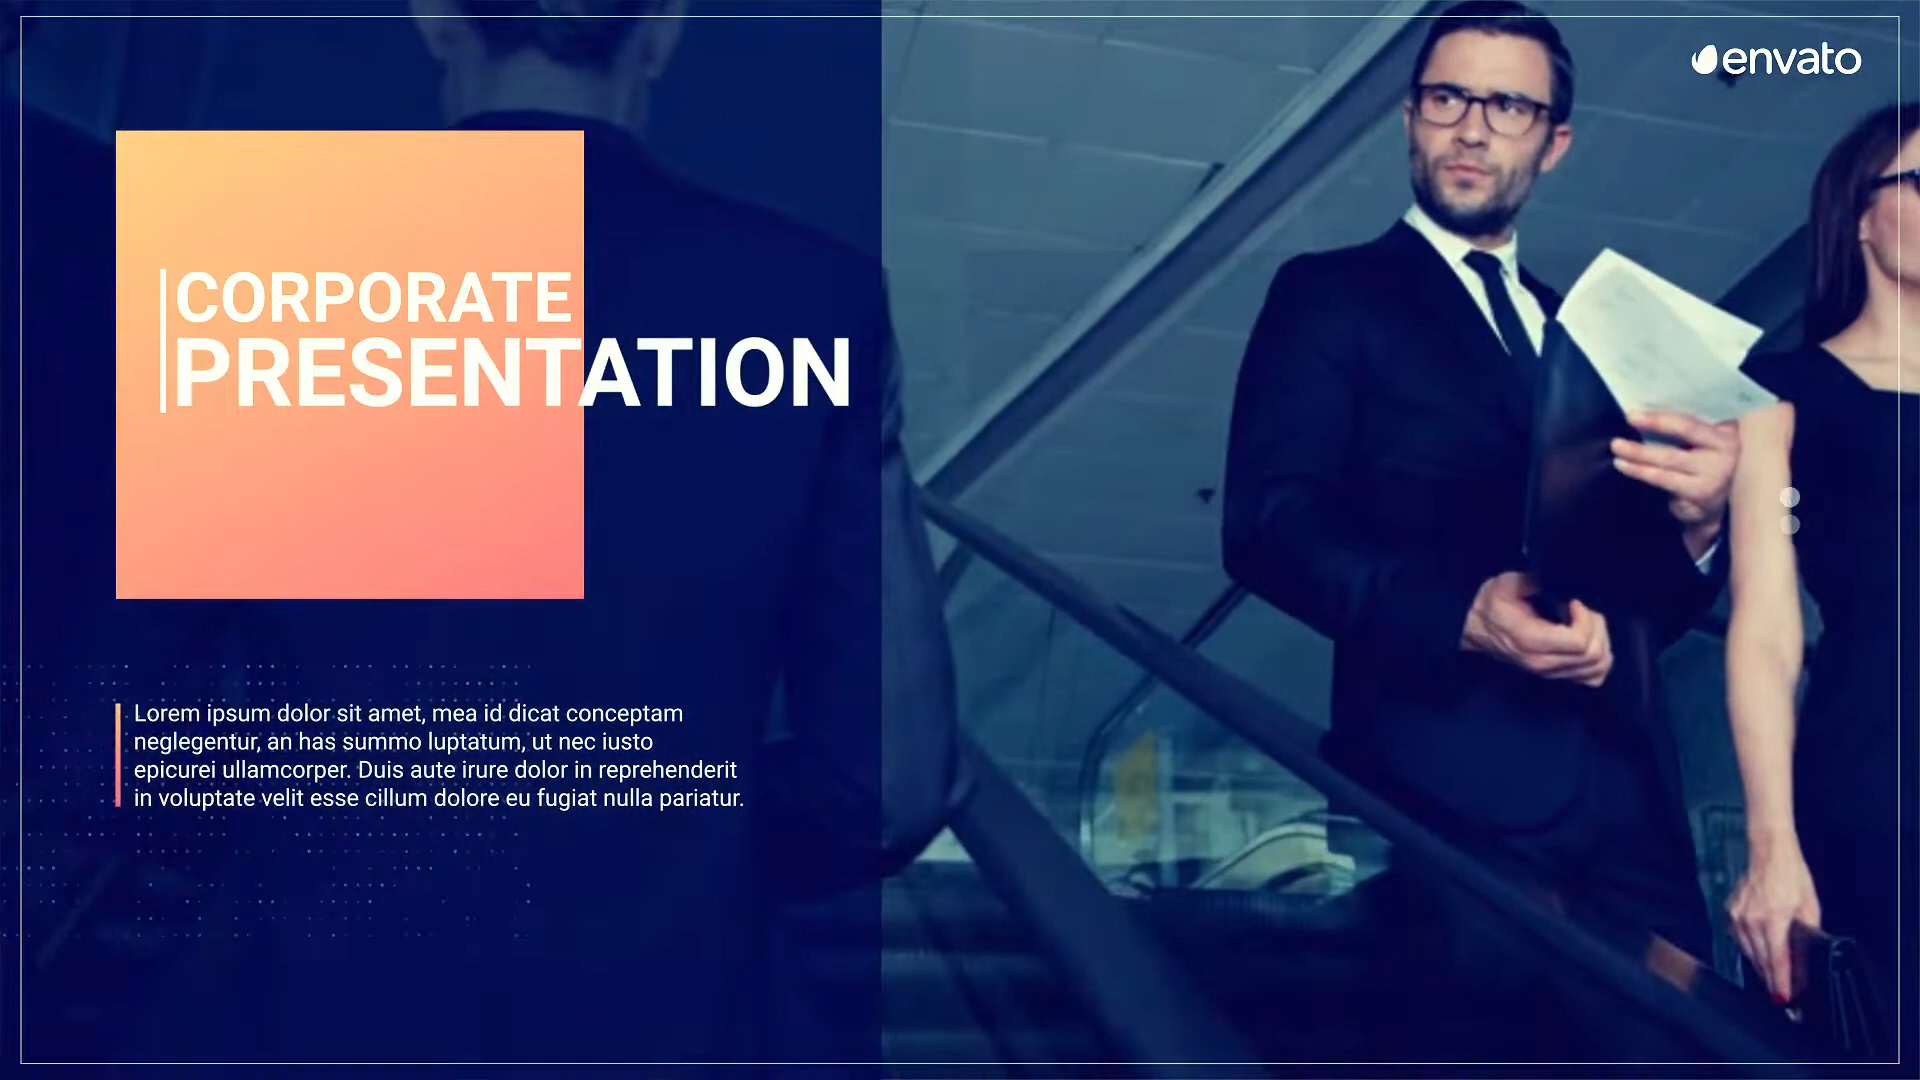 envato
CORPORATE
PRESENTATION
Lorem ipsum dolor sit amet, mea id dicat conceptam
neglegentur, an has summo luptatum, ut nec iusto
epicurei ullamcorper. Duis aute irure dolor in reprehenderit
in voluptate velit esse cillum dolore eu fugiat nulla pariatur.